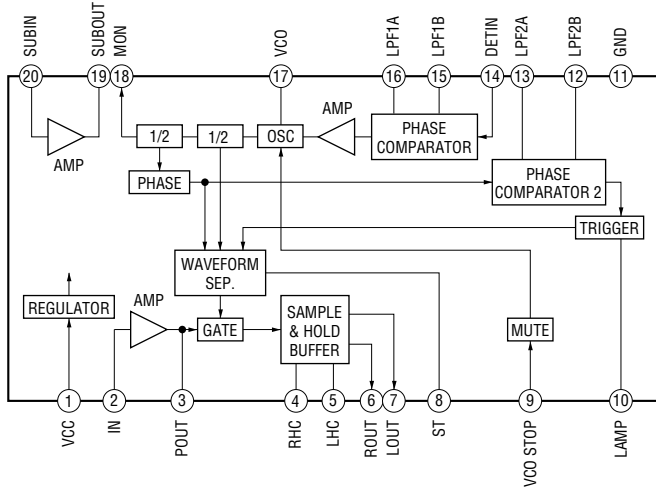 SUBIN
SUBOUT
MON
VCO
LPF1A
LPF1B
DETIN
LPF2A
LPF2B
GND
20
19
18
17
16
15
14
13
12
11
AMP
1/2
1/2
OSC
AMP
PHASE
COMPARATOR
PHASE
PHASE
COMPARATOR 2
TRIGGER
WAVEFORM
SEP.
REGULATOR
AMP
GATE
SAMPLE
& HOLD
BUFFER
MUTE
1
2
3
4
5
6
7
8
9
10
VCC
IN
POUT
RHC
LHC
ROUT
LOUT
ST
VCO STOP
LAMP